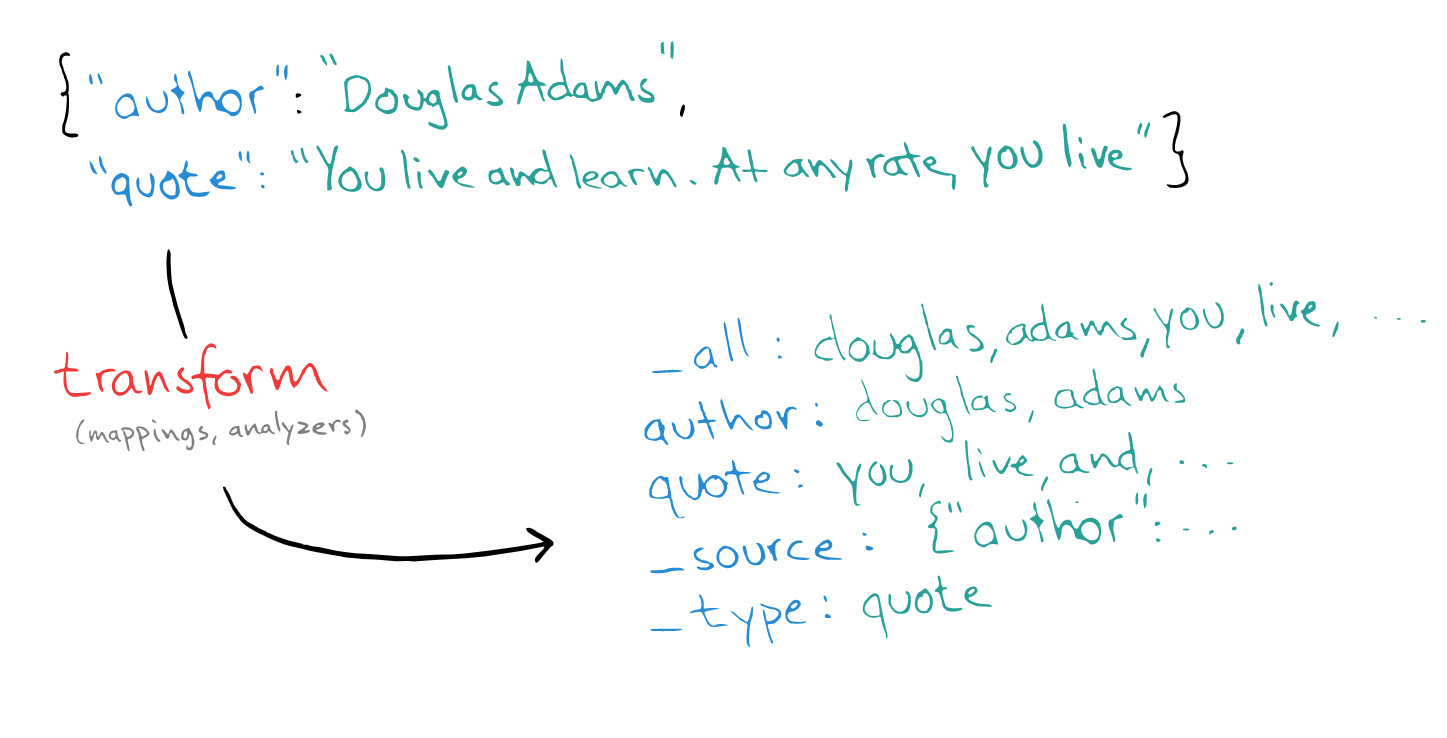 {"author": "Douglas Adams",
"quote": "You live and learn. At any rate, you live"}
transform
(mappings, analyzers)
_all: douglas, adams, you, live, ...
author: douglas, adams
quote: you, live, and, ...
_source: {"author": ...
_type: quote